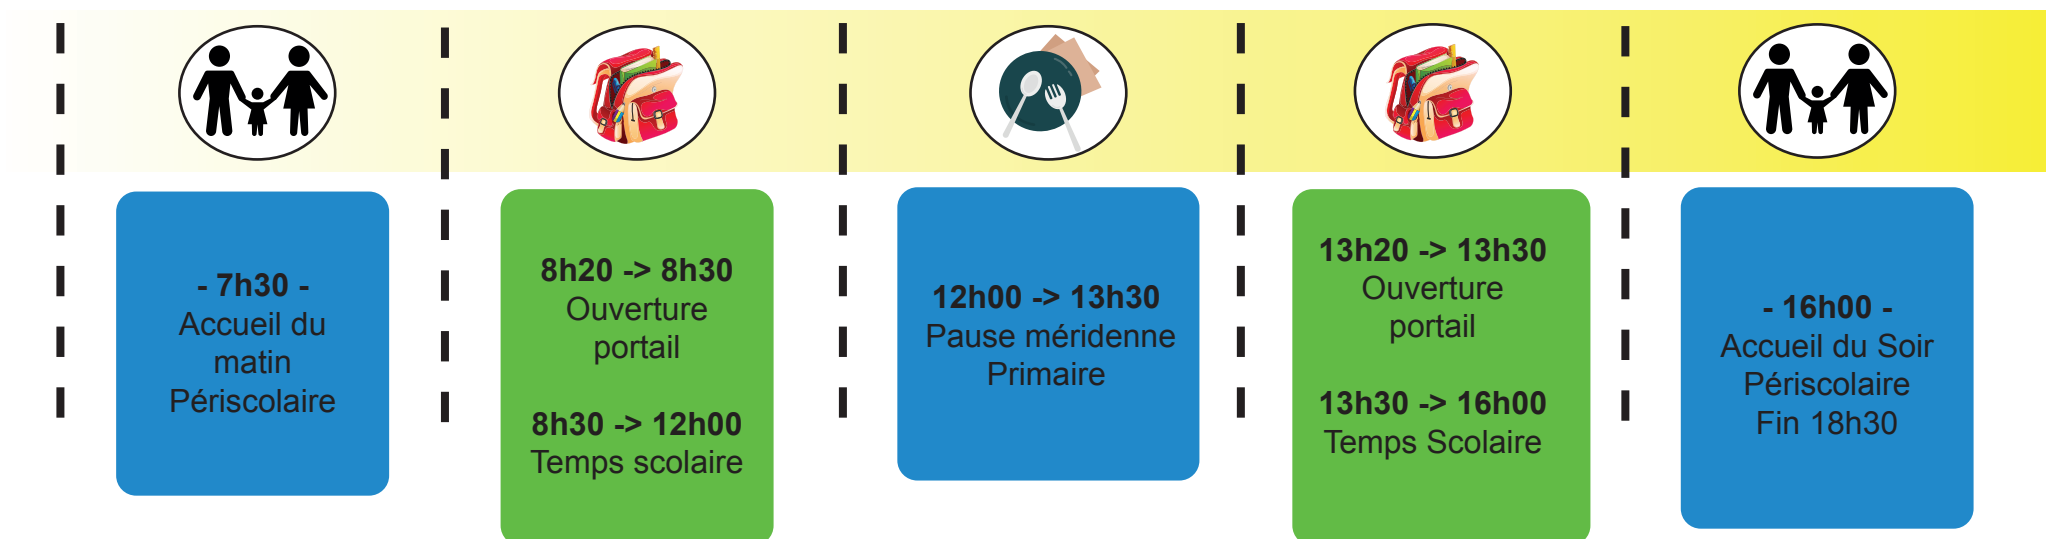 - 7h30 -
Accueil du
matin
Périscolaire
8h20 -> 8h30
Ouverture
portail
8h30 -> 12h00
Temps scolaire
12h00 -> 13h30
Pause méridenne
Primaire
13h20 -> 13h30
Ouverture
portail
13h30 -> 16h00
Temps Scolaire
- 16h00 -
Accueil du Soir
Périscolaire
Fin 18h30